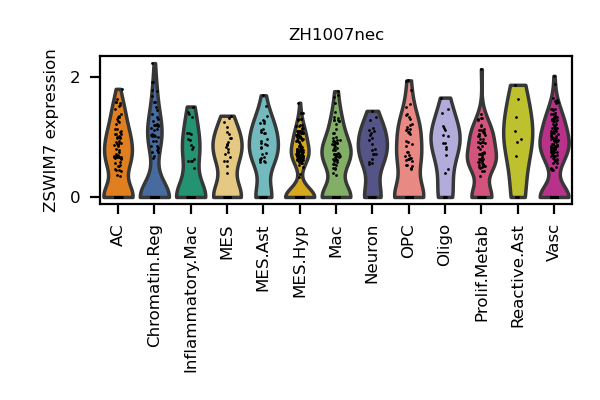 ZH1007nec
ZSWIM7 expression
2
0
AC
Chromatin.Reg
Inflammatory.Mac
MES
MES.Ast
MES.Hyp
Mac
Neuron
OPC
Oligo
Prolif.Metab
Reactive.Ast
Vasc